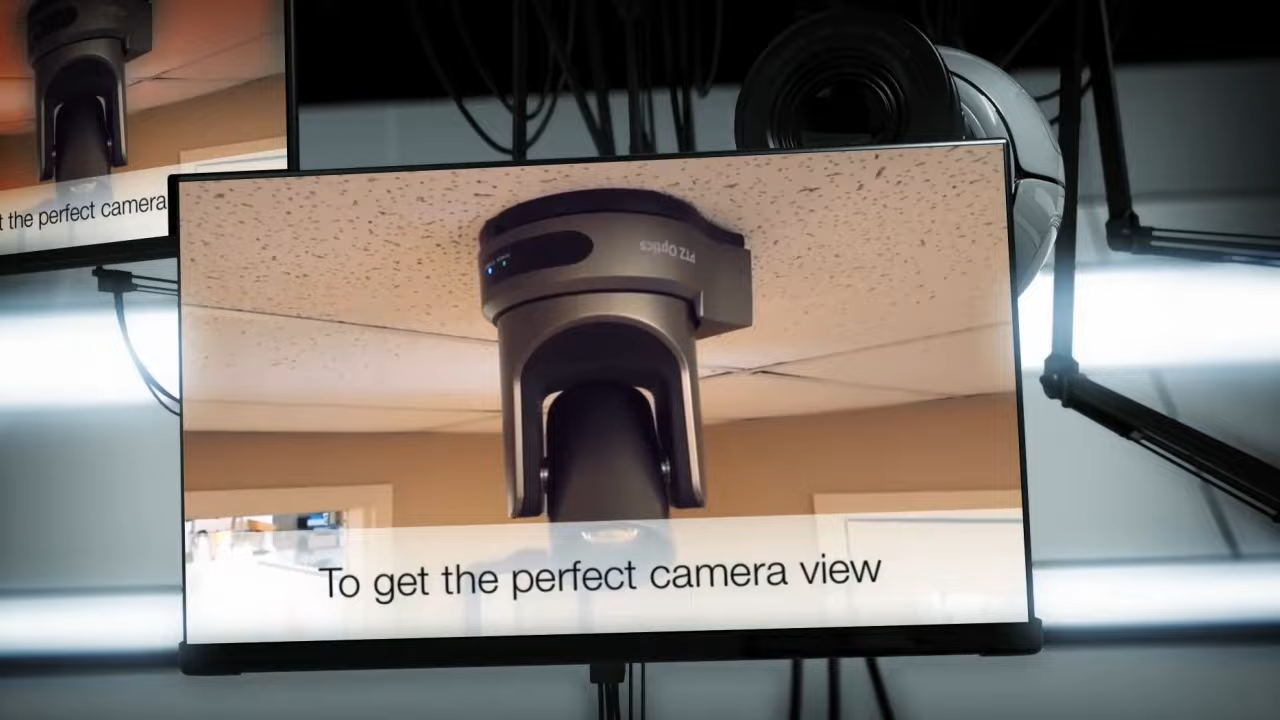 t the perfect camera
PTZ Optics
To get the perfect camera view